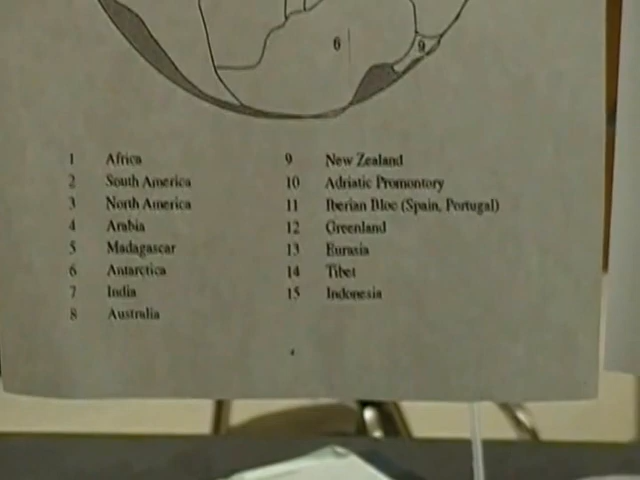 6
9
1 Africa
2 South America
3 North America
4 Arabia
5 Madagascar
6 Antarctica
7 India
8 Australia
9 New Zealand
10 Adriatic Promontory
11 Iberian Bloc (Spain, Portugal)
12 Greenland
13 Eurasia
14 Tibet
15 Indonesia